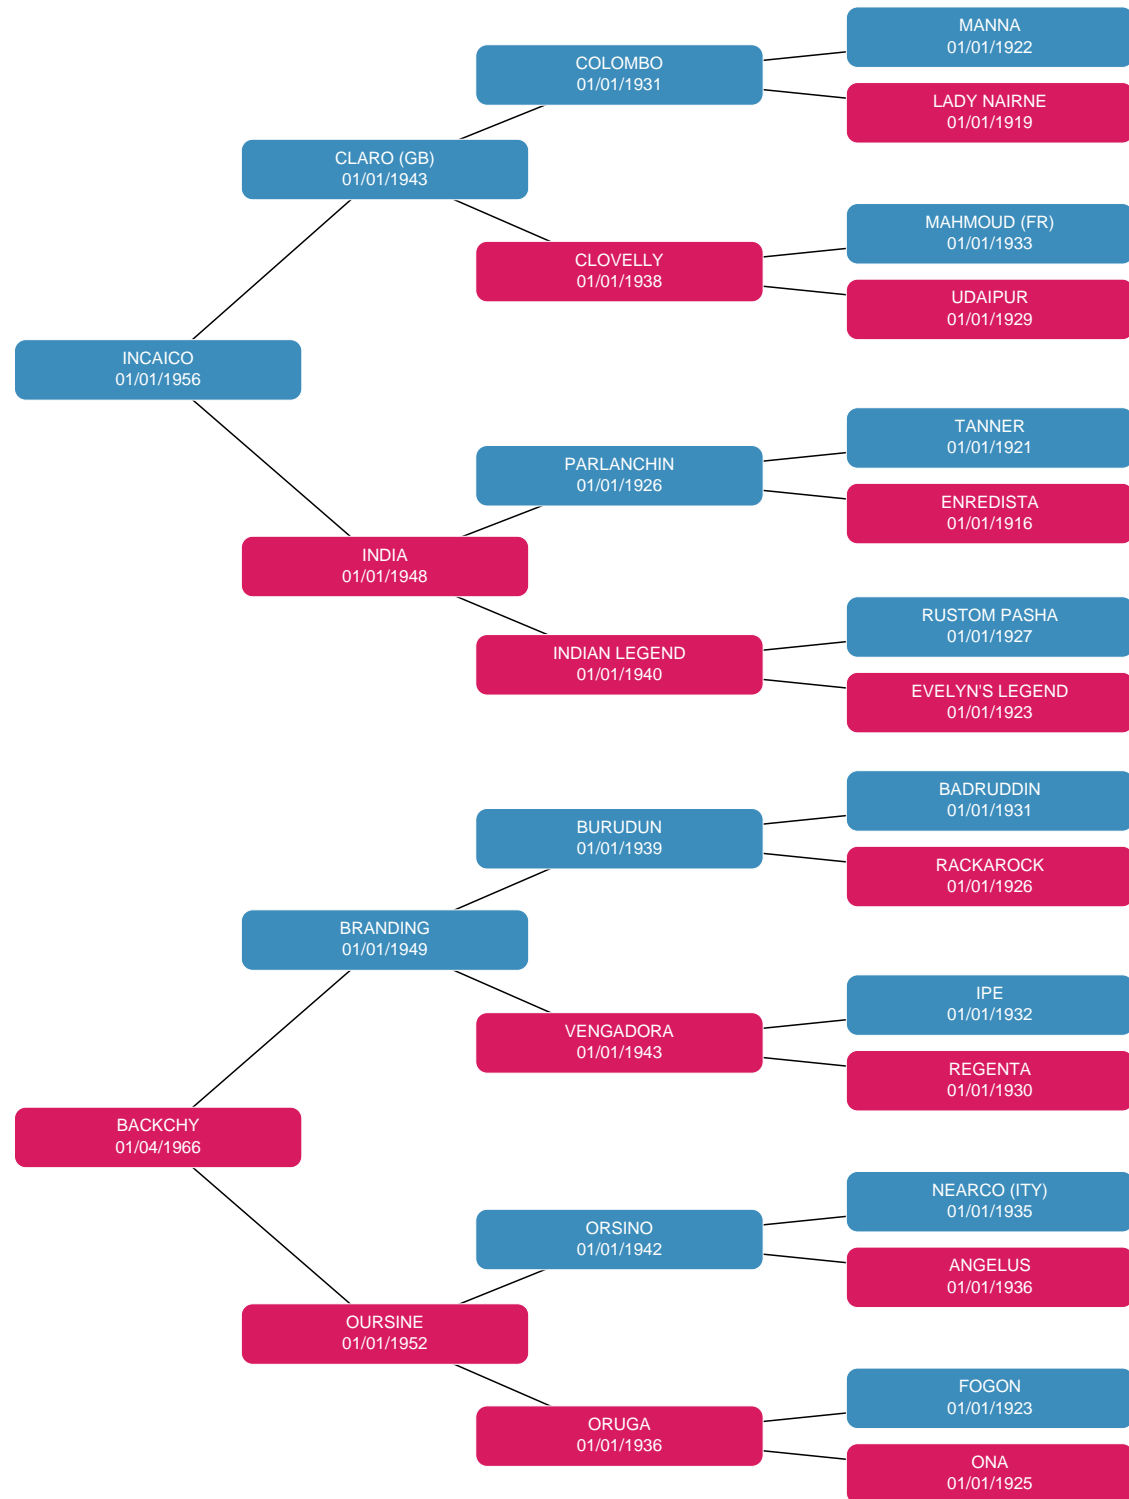 MANNA
01/01/1922
COLOMBO
01/01/1931
LADY NAIRNE
01/01/1919
CLARO (GB)
01/01/1943
MAHMOUD (FR)
01/01/1933
CLOVELLY
01/01/1938
UDAIPUR
01/01/1929
INCAICO
01/01/1956
TANNER
01/01/1921
PARLANCHIN
01/01/1926
ENREDISTA
01/01/1916
INDIA
01/01/1948
RUSTOM PASHA
01/01/1927
INDIAN LEGEND
01/01/1940
EVELYN'S LEGEND
01/01/1923
BADRUDDIN
01/01/1931
BURUDUN
01/01/1939
RACKAROCK
01/01/1926
BRANDING
01/01/1949
IPE
01/01/1932
VENGADORA
01/01/1943
REGENTA
01/01/1930
BACKCHY
01/04/1966
NEARCO (ITY)
01/01/1935
ORSINO
01/01/1942
ANGELUS
01/01/1936
OURSINE
01/01/1952
FOGON
01/01/1923
ORUGA
01/01/1936
ONA
01/01/1925